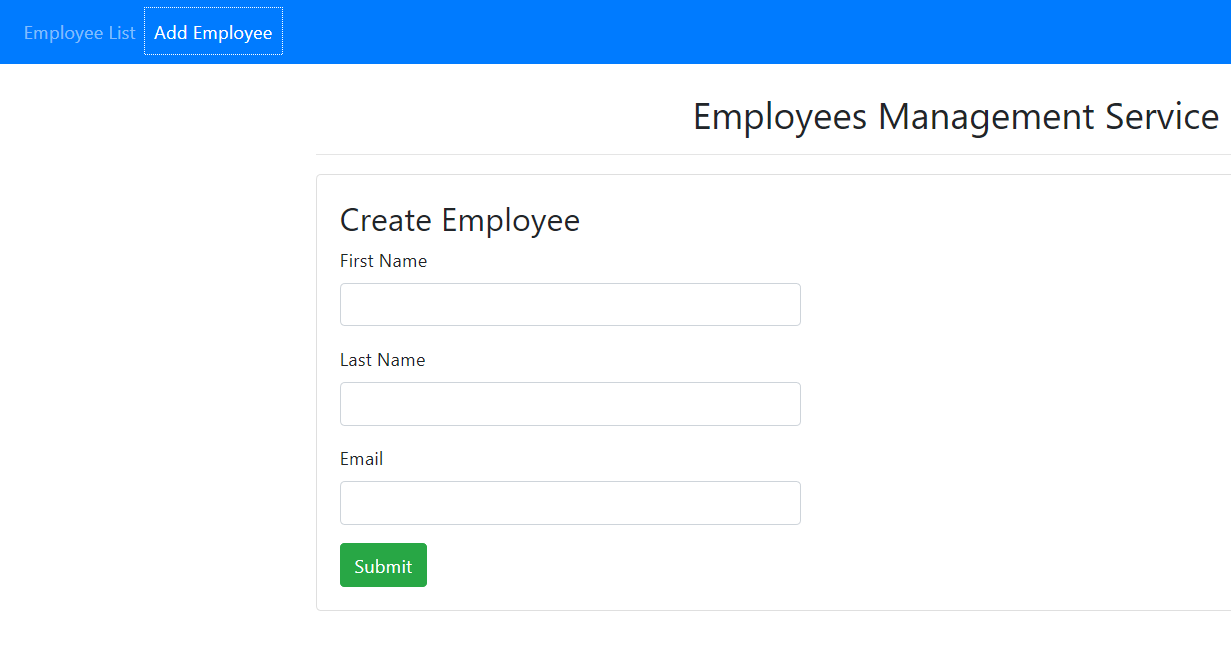 Employee List Add Employee
Employees Management Service
Create Employee
First Name
Last Name
Email
Submit